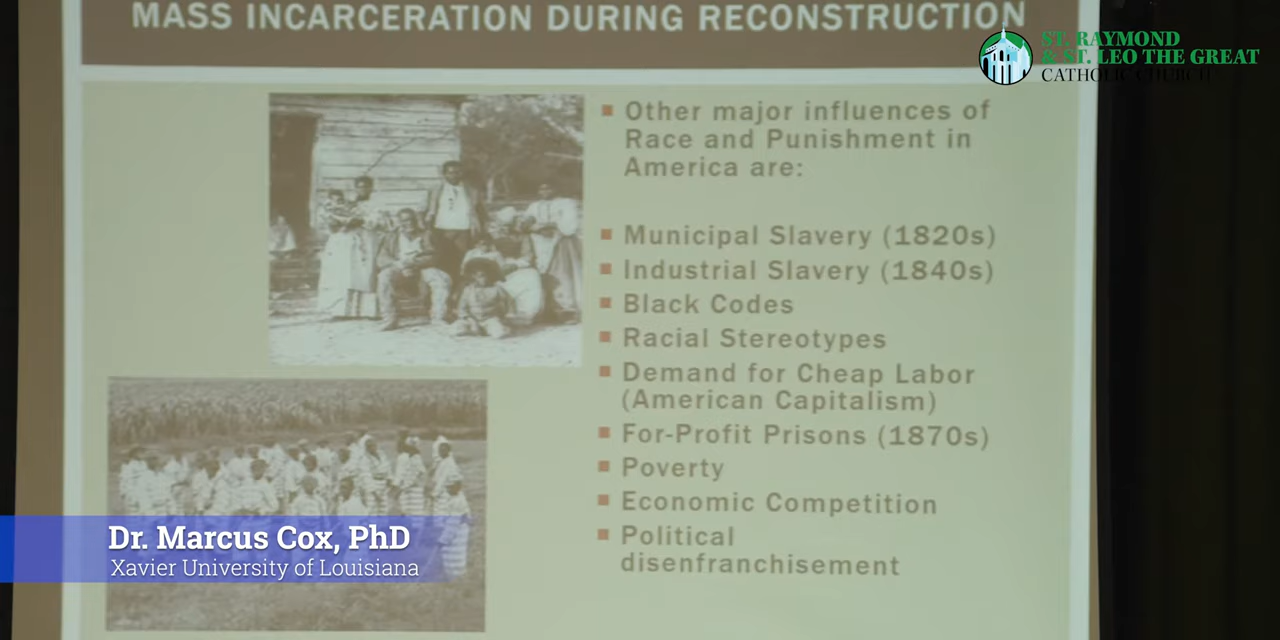 MASS INCARCERATION DURING RECONSTRUCTION
ST. RAYMOND
& ST. LEO THE GREAT
CATHOLIC CHURCH
Other major influences of
Race and Punishment in
America are:
Municipal Slavery (1820s)
Industrial Slavery (1840s)
Black Codes
Racial Stereotypes
Demand for Cheap Labor
(American Capitalism)
For-Profit Prisons (1870s)
Poverty
Economic Competition
Political
disenfranchisement
Dr. Marcus Cox, PhD
Xavier University of Louisiana